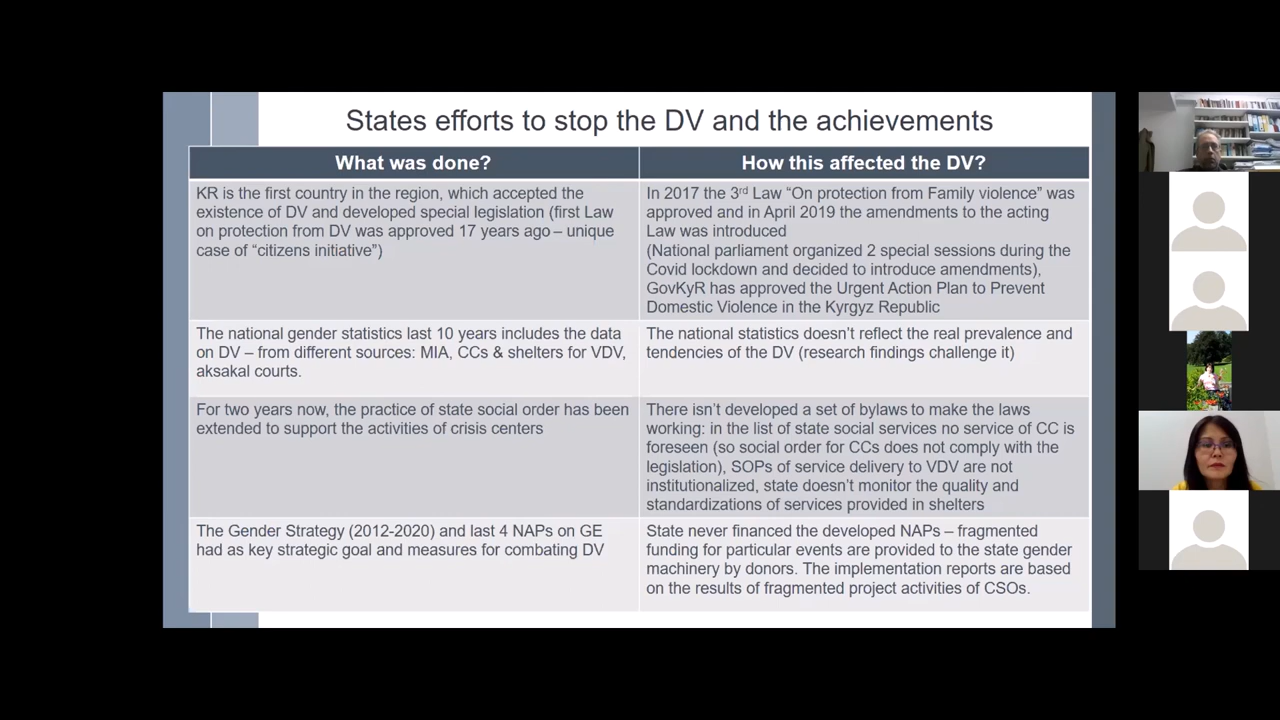 States efforts to stop the DV and the achievements
What was done?
How this affected the DV?
KR is the first country in the region, which accepted the
existence of DV and developed special legislation (first Law
on protection from DV was approved 17 years ago – unique
case of “citizens initiative”)
In 2017 the 3rd Law “On protection from Family violence” was
approved and in April 2019 the amendments to the acting
Law was introduced
(National parliament organized 2 special sessions during the
Covid lockdown and decided to introduce amendments),
GovKyR has approved the Urgent Action Plan to Prevent
Domestic Violence in the Kyrgyz Republic
The national gender statistics last 10 years includes the data
on DV – from different sources: MIA, CCs & shelters for VDV,
aksakal courts.
The national statistics doesn’t reflect the real prevalence and
tendencies of the DV (research findings challenge it)
For two years now, the practice of state social order has been
extended to support the activities of crisis centers
There isn’t developed a set of bylaws to make the laws
working: in the list of state social services no service of CC is
foreseen (so social order for CCs does not comply with the
legislation), SOPs of service delivery to VDV are not
institutionalized, state doesn’t monitor the quality and
standardizations of services provided in shelters
The Gender Strategy (2012-2020) and last 4 NAPs on GE
had as key strategic goal and measures for combating DV
State never financed the developed NAPs – fragmented
funding for particular events are provided to the state gender
machinery by donors. The implementation reports are based
on the results of fragmented project activities of CSOs.